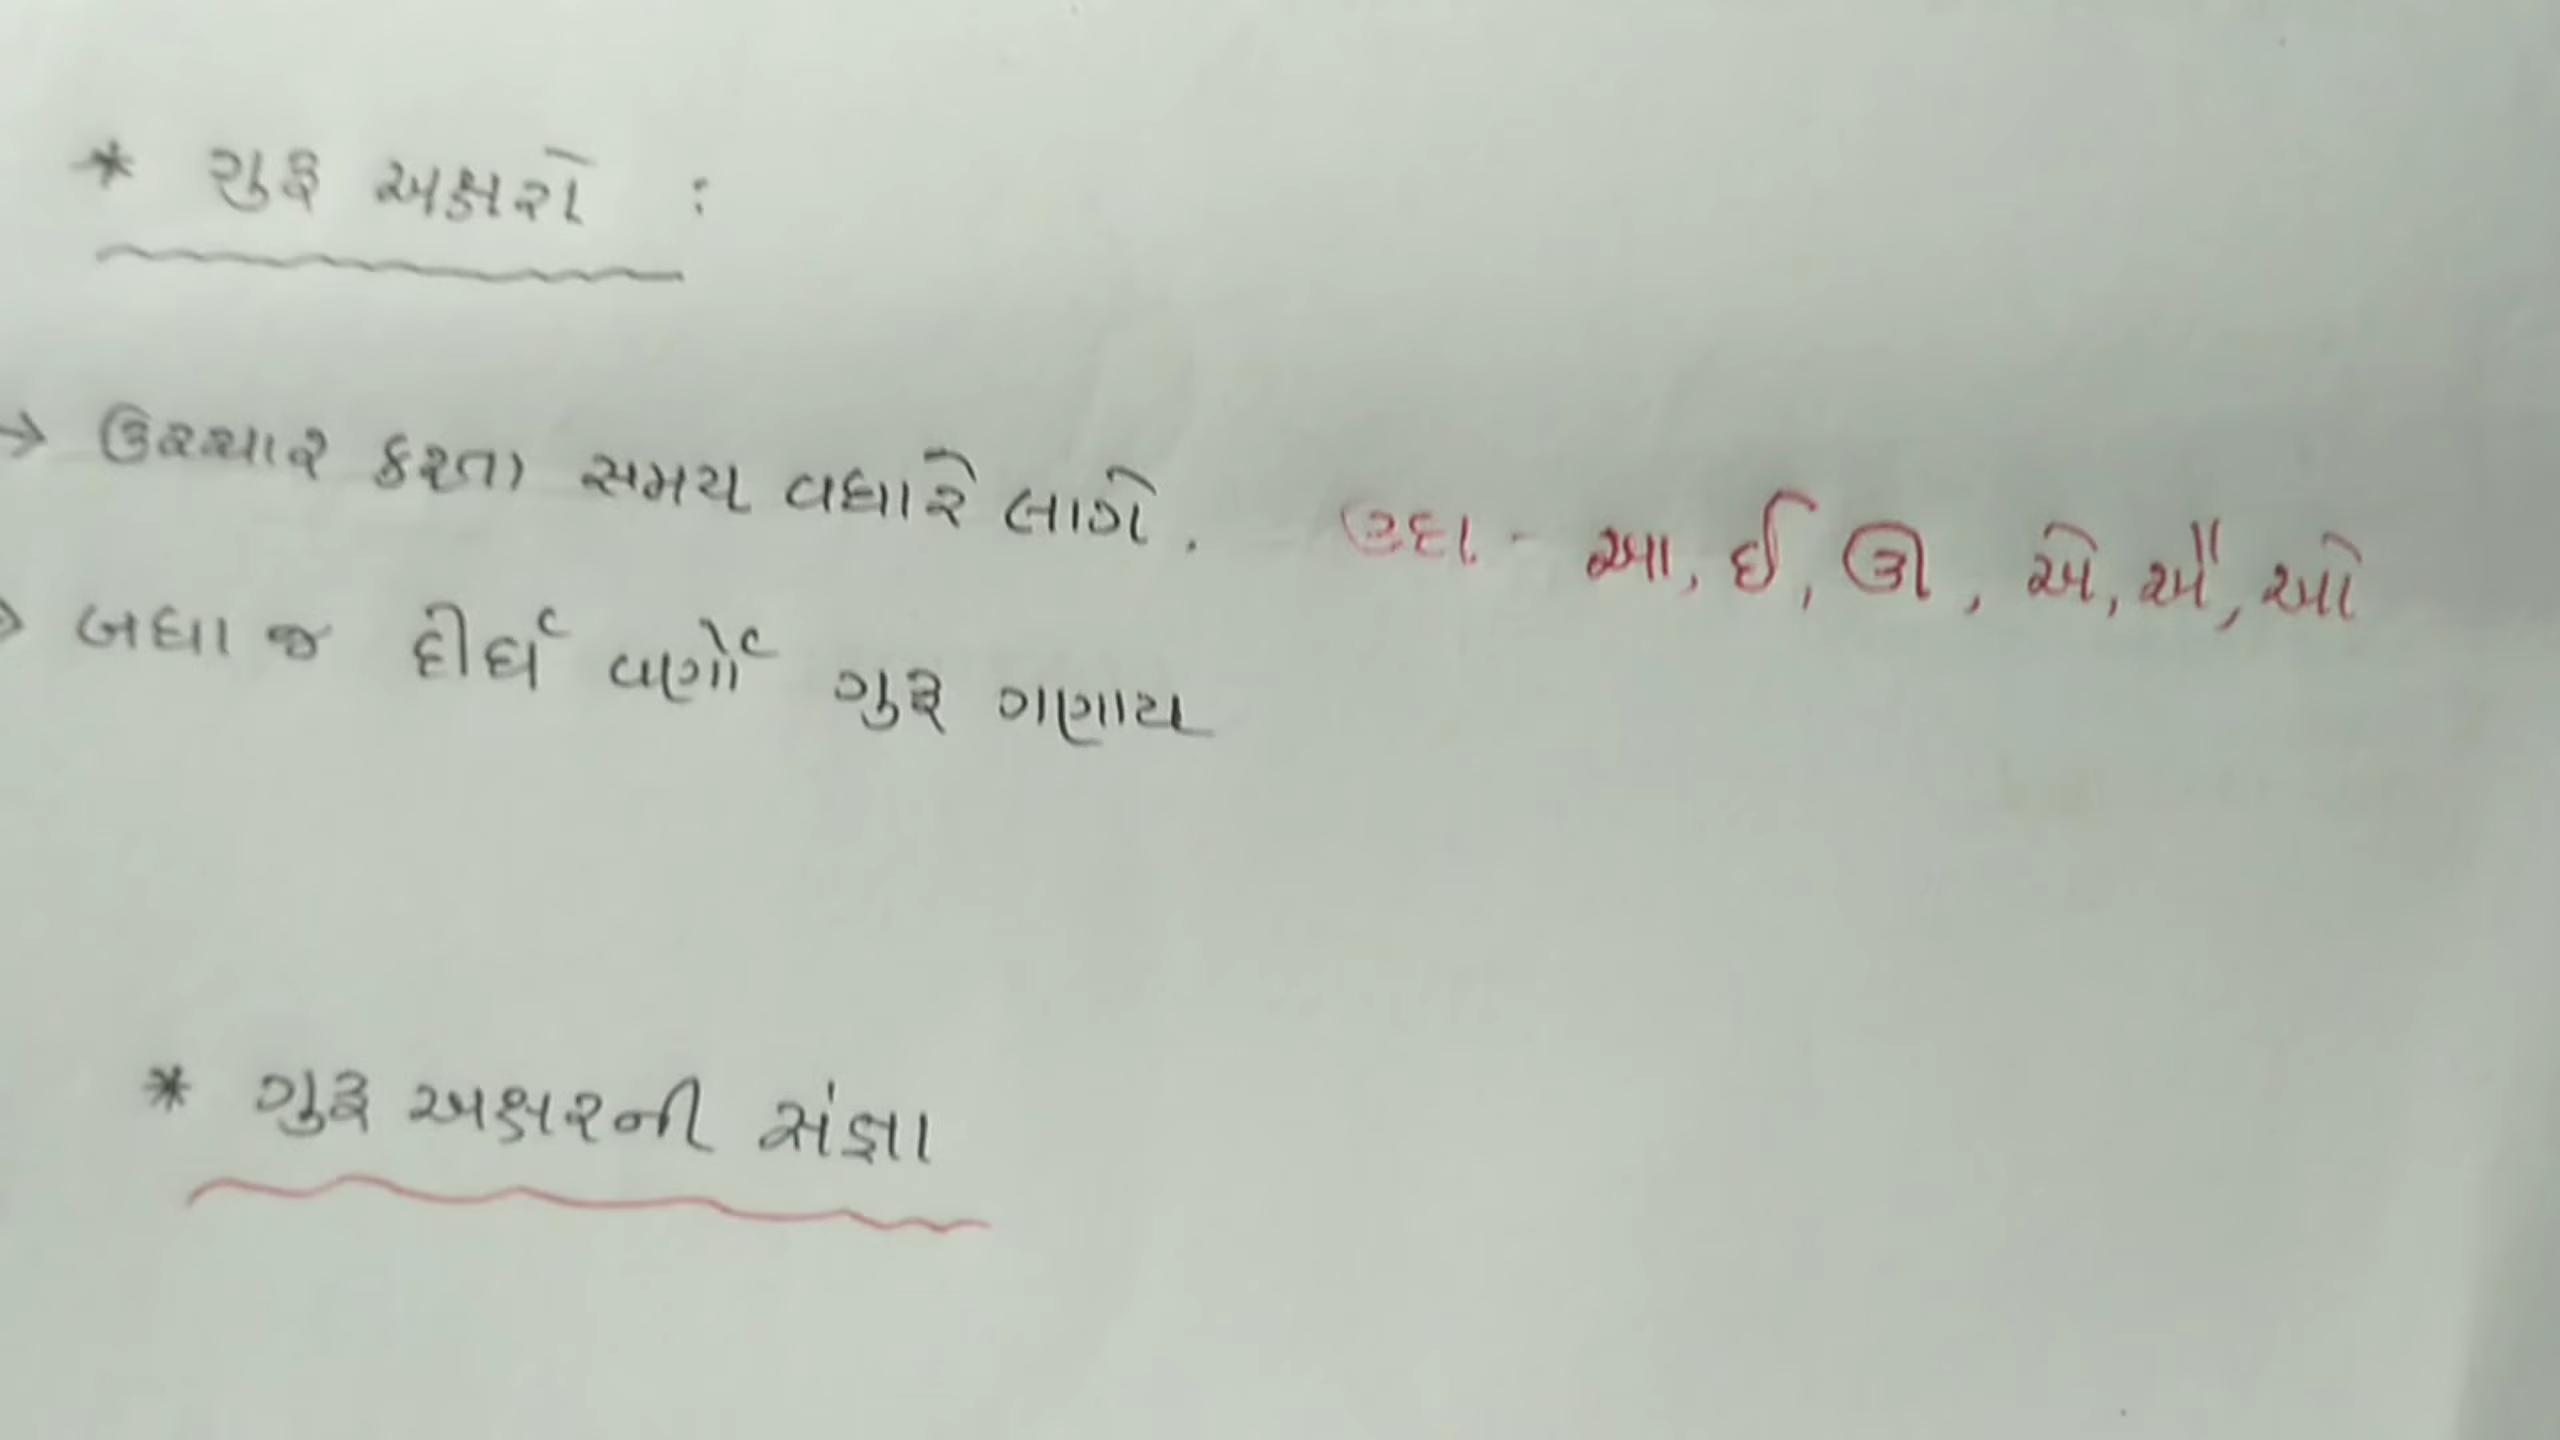 * ગુરૂ અક્ષરો :
→ ઉચ્ચાર કરતા સમય વધારે લાગે. ઉદા - આ, ઈ, ઊ, એ, ઐ, ઓ
→ બધા જ દીર્ઘ વર્ણો ગુરૂ ગણાય
* ગુરૂ અક્ષરની સંજ્ઞા